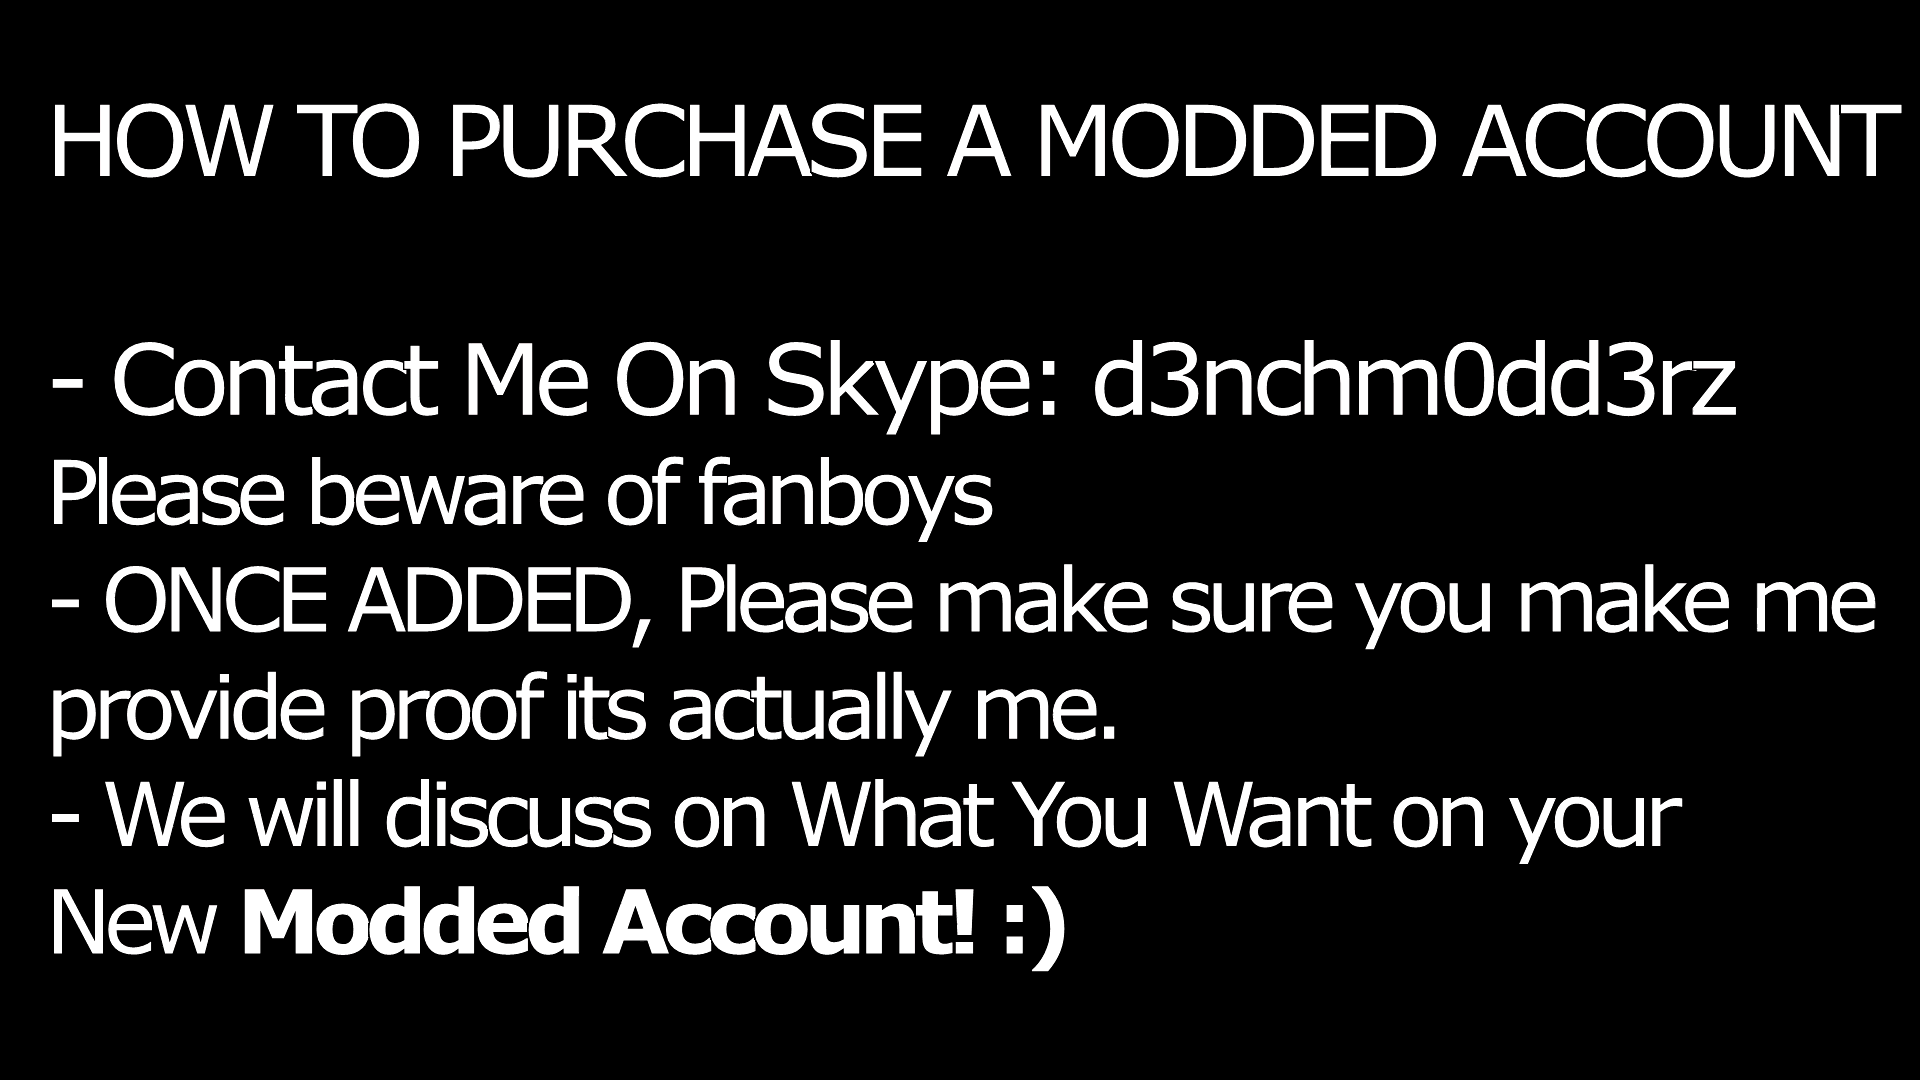 HOW TO PURCHASE A MODDED ACCOUNT
- Contact Me On Skype: d3nchm0dd3rz
Please beware of fanboys
- ONCE ADDED, Please make sure you make me
provide proof its actually me.
- We will discuss on What You Want on your
New Modded Account! :)